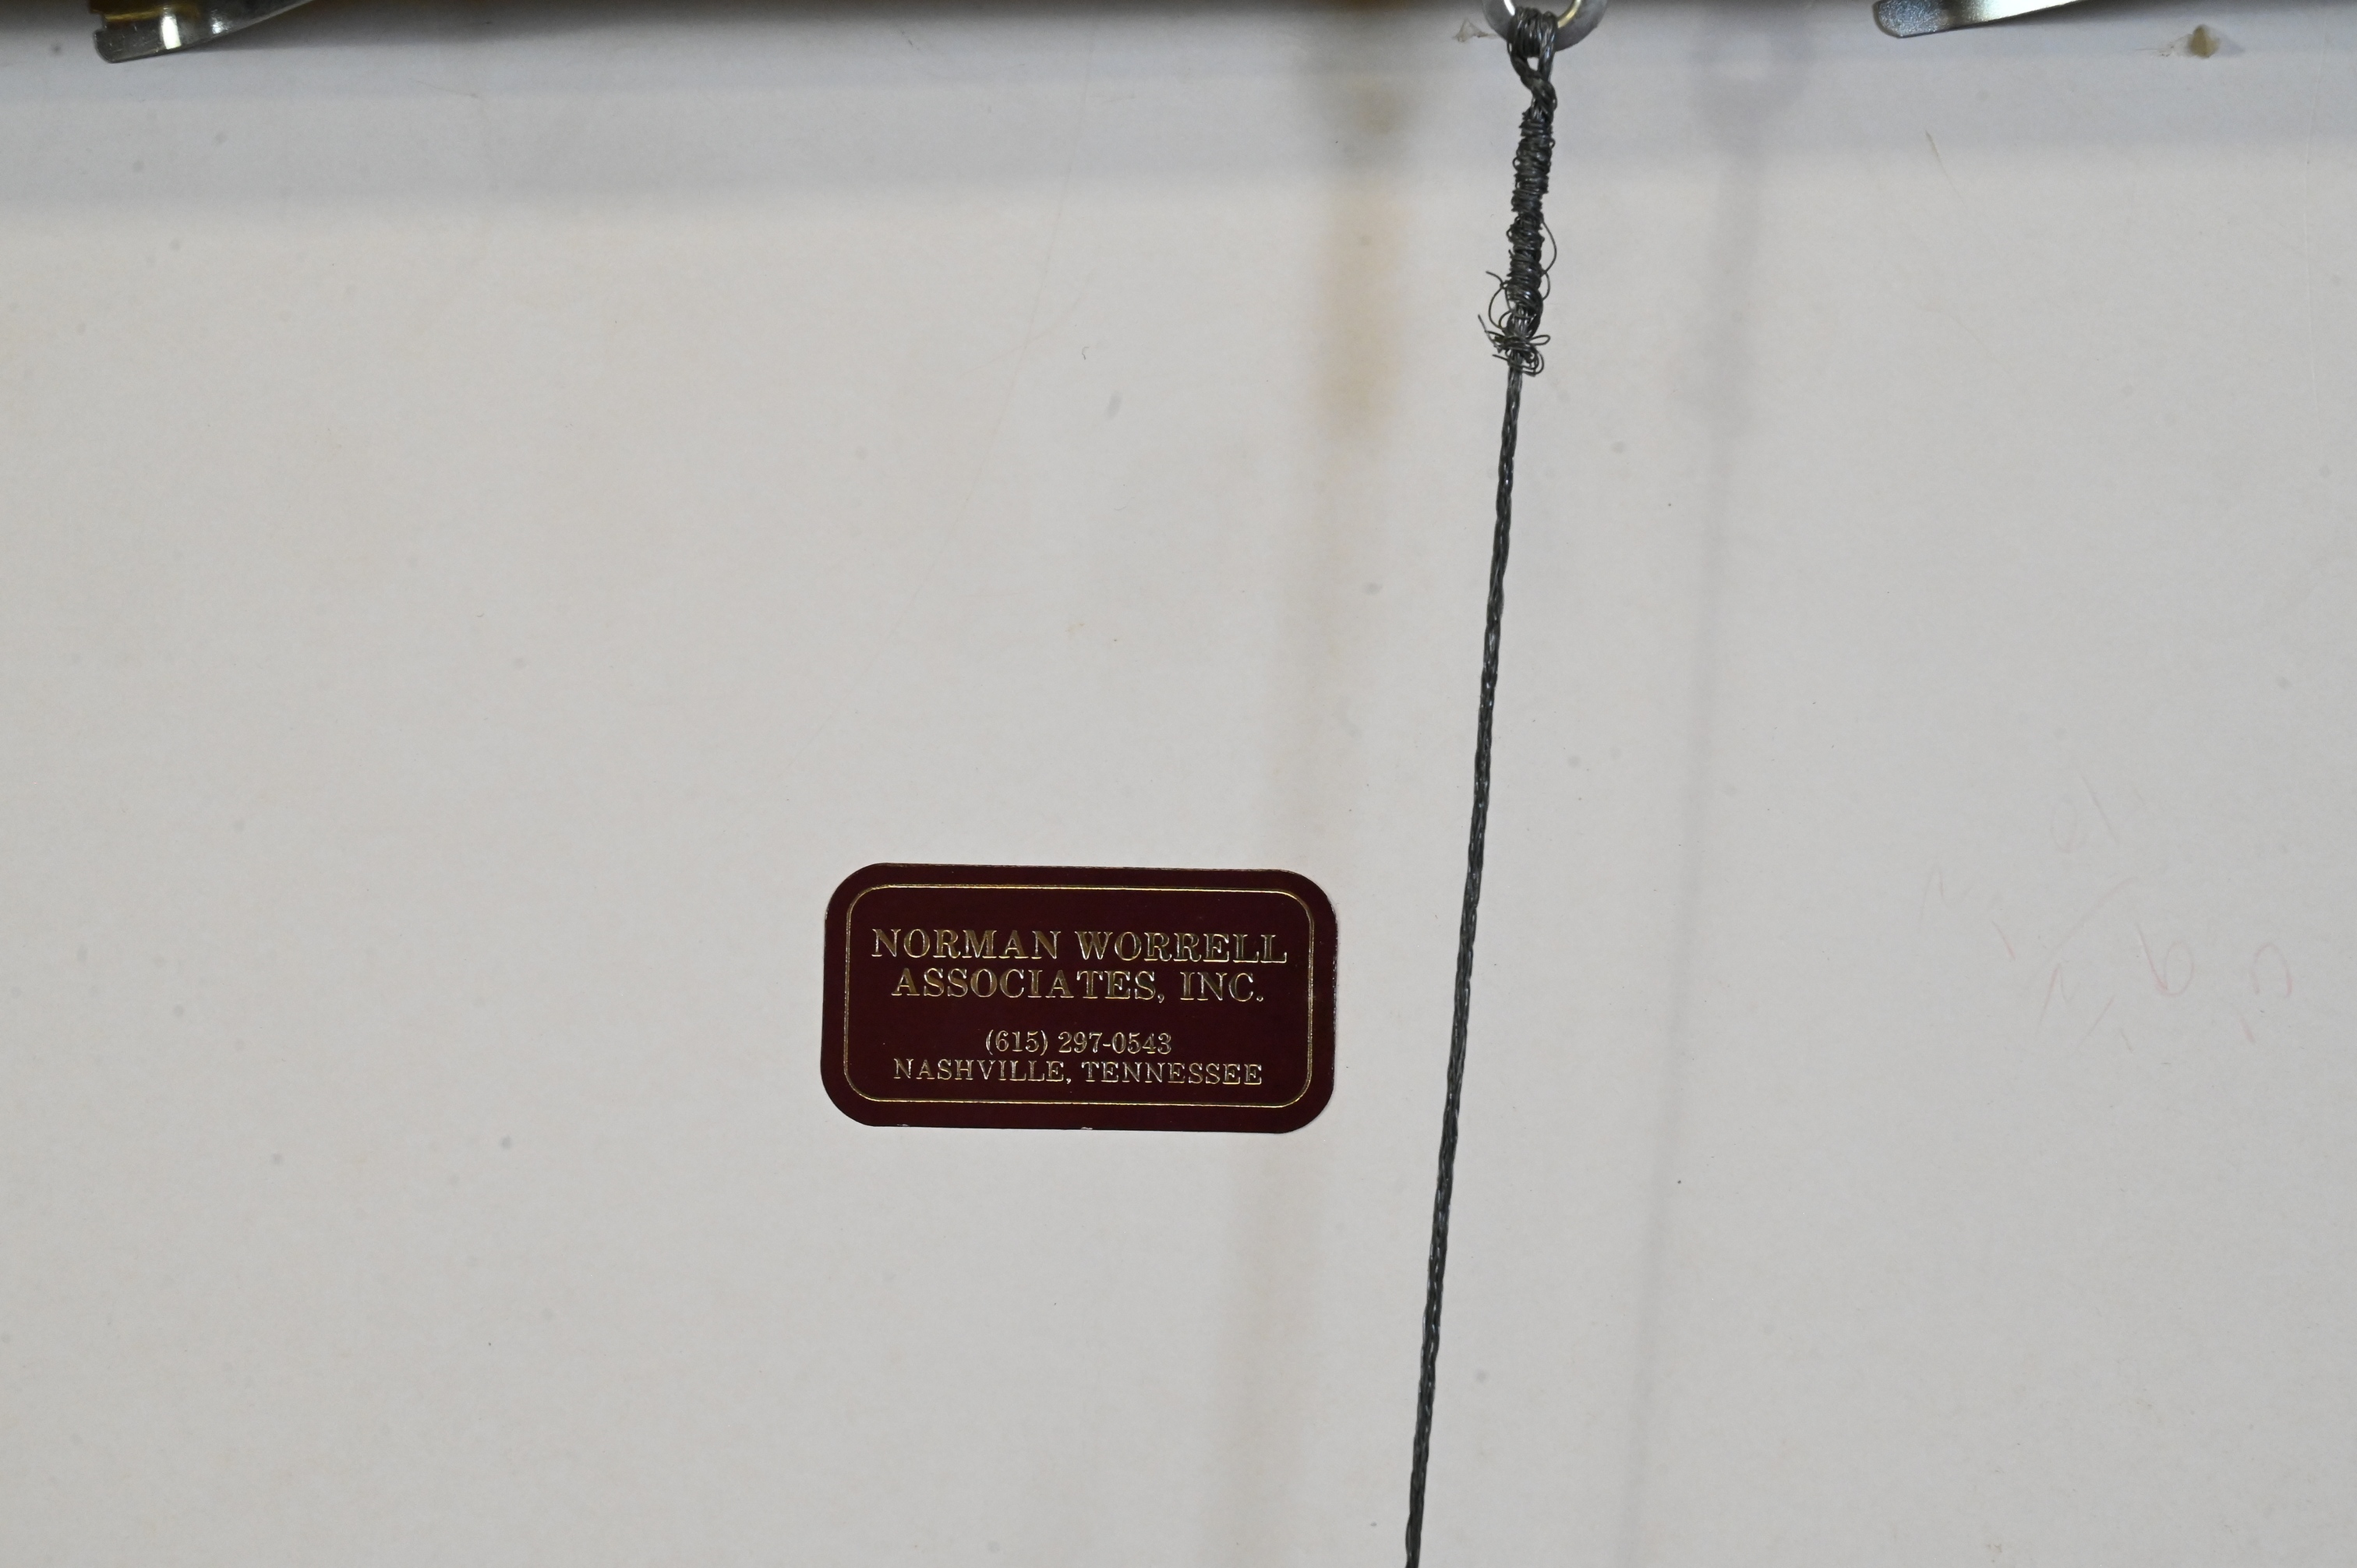 NORMAN WORRELL
ASSOCIATES, INC.
(615) 297-0543
NASHVILLE, TENNESSEE